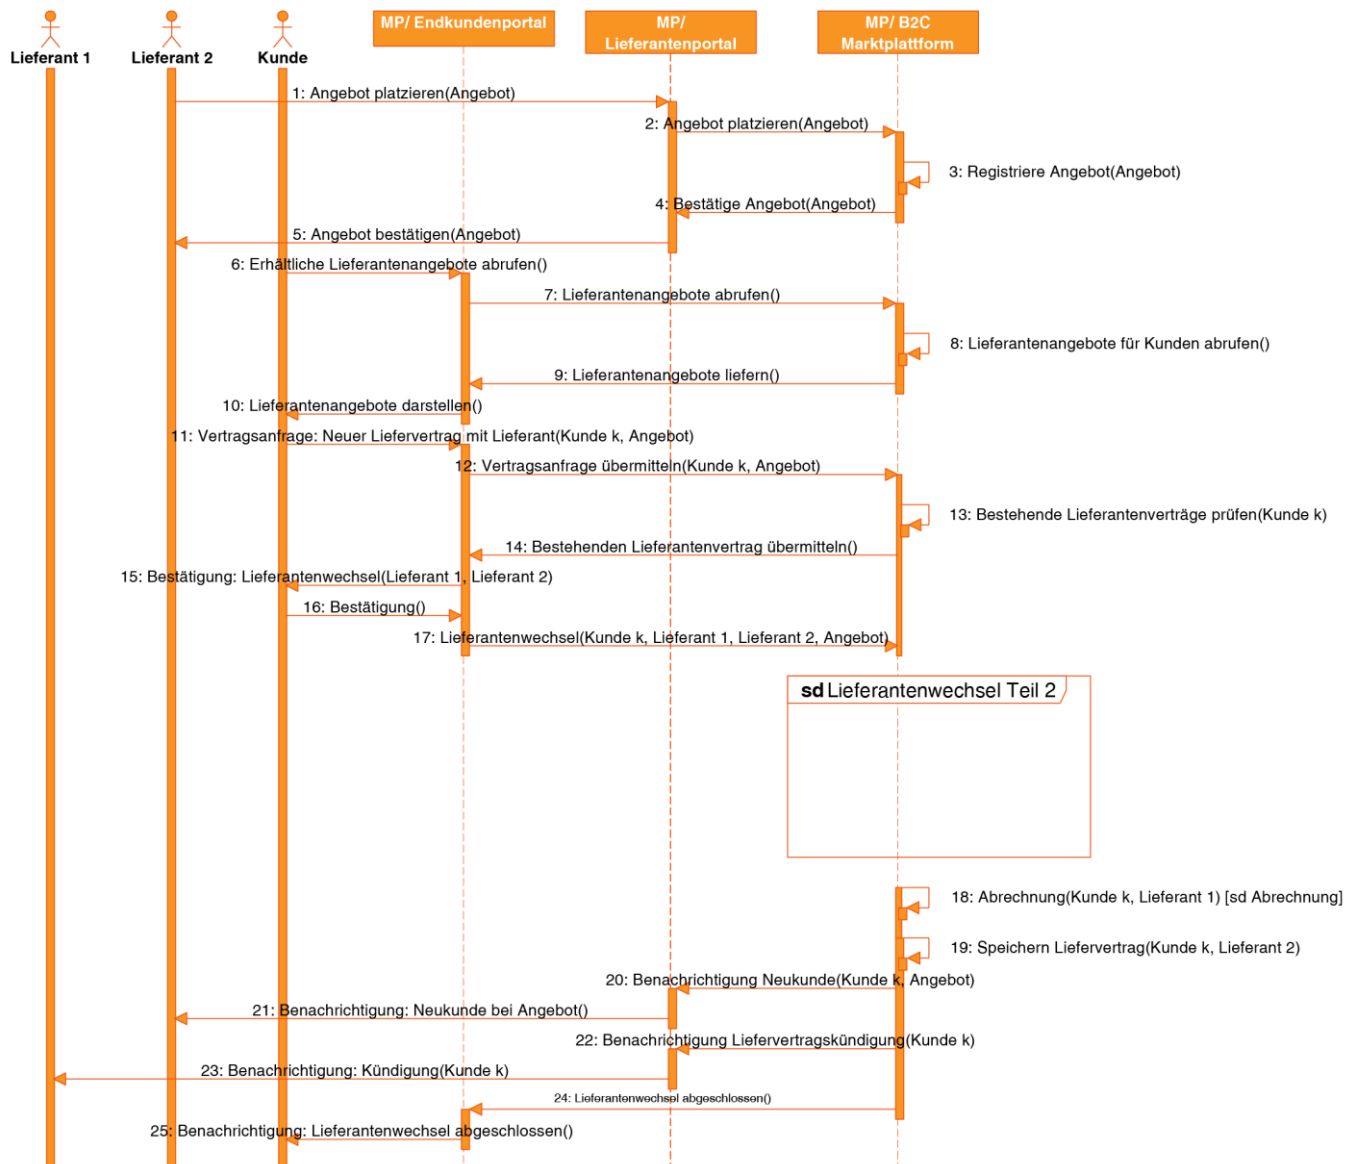 Lieferant 1
Lieferant 2
Kunde
MP/ Endkundenportal
MP/
Lieferantenportal
MP/ B2C
Marktplattform
1: Angebot platzieren(Angebot)
2: Angebot platzieren(Angebot)
3: Registriere Angebot(Angebot)
4: Bestätige Angebot(Angebot)
5: Angebot bestätigen(Angebot)
6: Erhältliche Lieferantenangebote abrufen()
7: Lieferantenangebote abrufen()
8: Lieferantenangebote für Kunden abrufen()
9: Lieferantenangebote liefern()
10: Lieferantenangebote darstellen()
11: Vertragsanfrage: Neuer Liefervertrag mit Lieferant(Kunde k, Angebot)
12: Vertragsanfrage übermitteln(Kunde k, Angebot)
13: Bestehende Lieferantenverträge prüfen(Kunde k)
14: Bestehenden Lieferantenvertrag übermitteln()
15: Bestätigung: Lieferantenwechsel(Lieferant 1, Lieferant 2)
16: Bestätigung()
17: Lieferantenwechsel(Kunde k, Lieferant 1, Lieferant 2, Angebot)
sd Lieferantenwechsel Teil 2
18: Abrechnung(Kunde k, Lieferant 1) [sd Abrechnung]
19: Speichern Liefervertrag(Kunde k, Lieferant 2)
20: Benachrichtigung Neukunde(Kunde k, Angebot)
21: Benachrichtigung: Neukunde bei Angebot()
22: Benachrichtigung Liefervertragskündigung(Kunde k)
23: Benachrichtigung: Kündigung(Kunde k)
24: Lieferantenwechsel abgeschlossen()
25: Benachrichtigung: Lieferantenwechsel abgeschlossen()